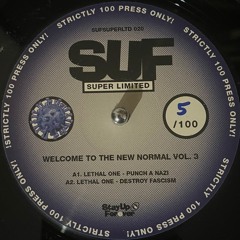 !STRICTLY 100 PRESS ONLY!
SUFSUPERLTD 020
SUF
SUPER LIMITED
5
/100
WELCOME TO THE NEW NORMAL VOL. 3
A1. LETHAL ONE - PUNCH A NAZI
A2. LETHAL ONE - DESTROY FASCISM
StayUp
Forever
!STRICTLY 100 PRESS ONLY!
!STRICTLY 100 PRESS ONLY!
!STRICTLY 100 PRESS ONLY!